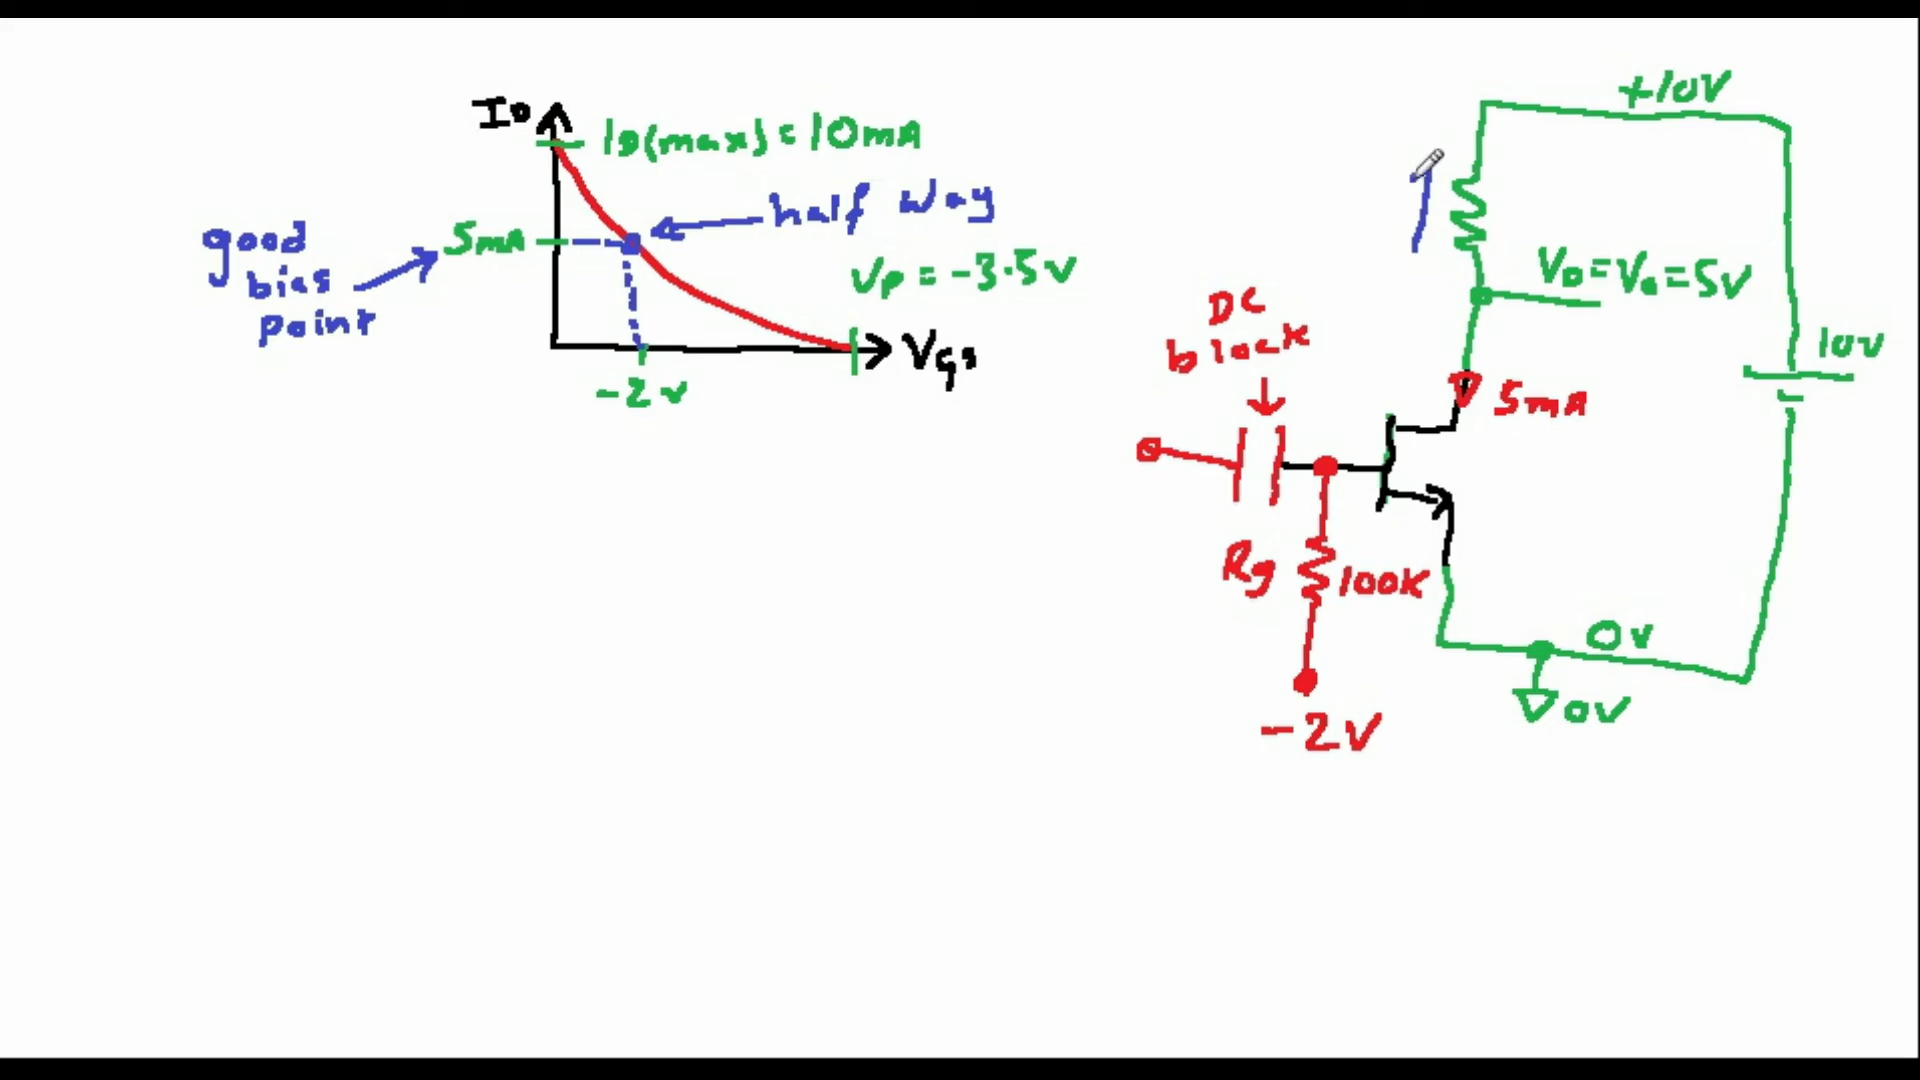 ID
ID(max) = 10mA
half way
good
bias
point
5mA
VP = -3.5V
VGS
-2V
+10V
VD = Vo = 5V
10V
DC
block
5mA
Rg
100K
-2V
0V
0V